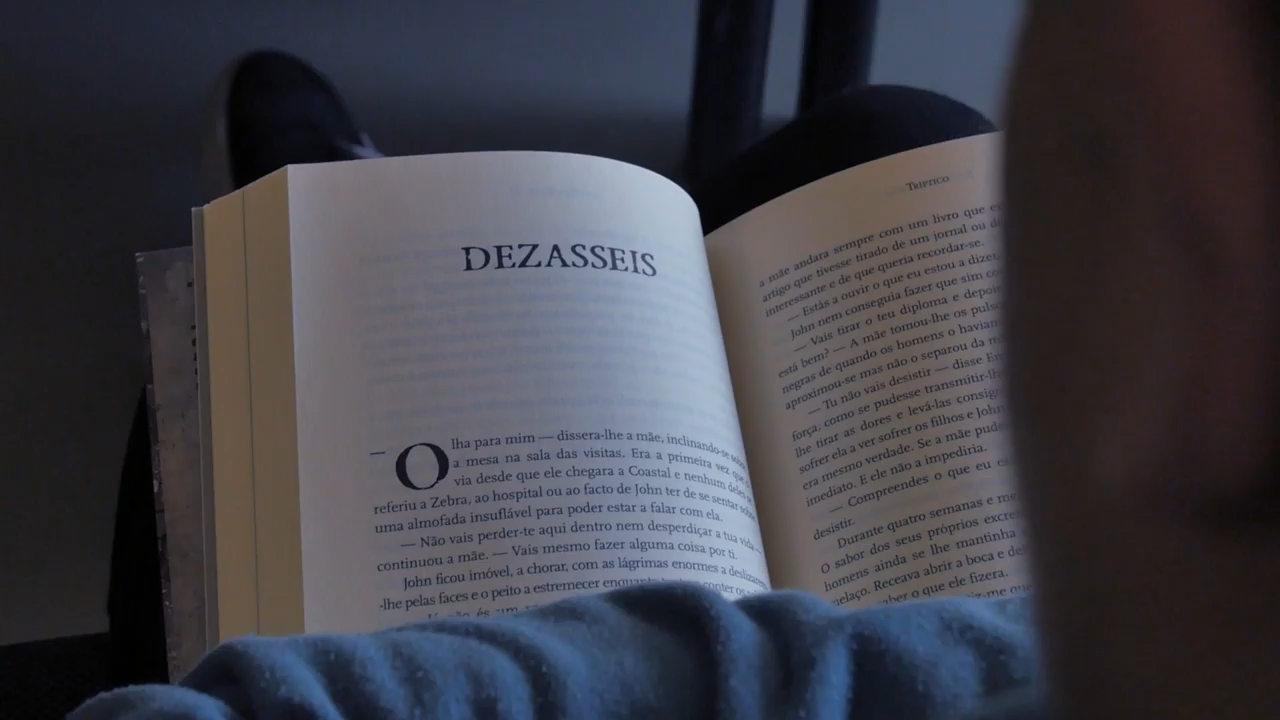 DEZASSEIS
— Olha para mim — dissera-lhe a mãe, inclinando-se sobre
a mesa na sala das visitas. Era a primeira vez que o
via desde que ele chegara a Coastal e nenhum deles se
referiu a Zebra, ao hospital ou ao facto de John ter de se sentar sobre
uma almofada insuflável para poder estar a falar com ela.
— Não vais perder-te aqui dentro nem desperdiçar a tua vida —
continuou a mãe. — Vais mesmo fazer alguma coisa por ti.
John ficou imóvel, a chorar, com as lágrimas enormes a deslizarem-
-lhe pelas faces e o peito a estremecer enquanto conter os
és um
Tríptico
a mãe andara sempre com um livro que
artigo que tivesse tirado de um jornal ou
interessante e de que queria recordar-se.
— Estás a ouvir o que eu estou a dizer,
John nem conseguia fazer que sim
— Vais tirar o teu diploma e depois
está bem? — A mãe tomou-lhe os pulsos
negras de quando os homens o haviam
aproximou-se mas não o separou da
— Tu não vais desistir — disse
força, como se pudesse transmitir-lhe
lhe tirar as dores e levá-las consigo
sofrer ela a ver sofrer os filhos e John
era mesmo verdade. Se a mãe
imediato. E ele não a impediria.
— Compreendes o que eu
desistir.
Durante quatro semanas e
O sabor dos seus próprios
homens ainda se lhe mantinha
melaço. Receava abrir a boca e
saber o que ele fizera.